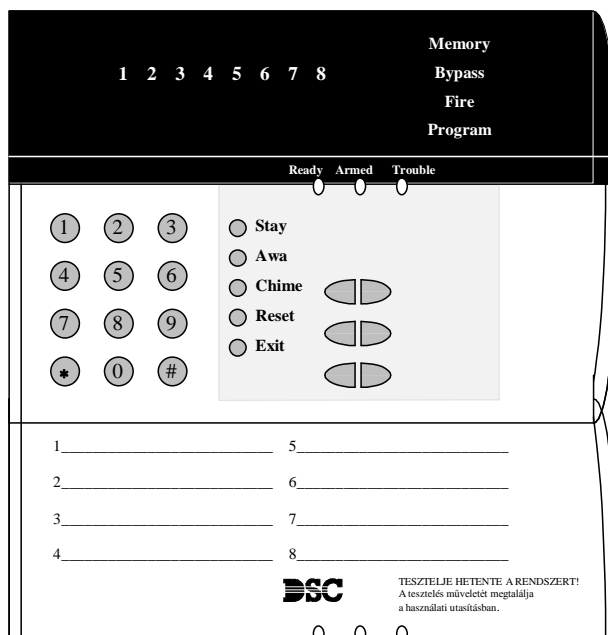 Memory
1 2 3 4 5 6 7 8 Bypass
Fire
Program
Ready Armed Trouble
1 2 3 Stay
Awa
4 5 6 Chime
7 8 9 Reset
Exit
* 0 #
1 5
2 6
3 7
4 8
DSC
TESZTELJE HETENTE A RENDSZERT!
A tesztelés műveletét megtalálja
a használati utasításban.